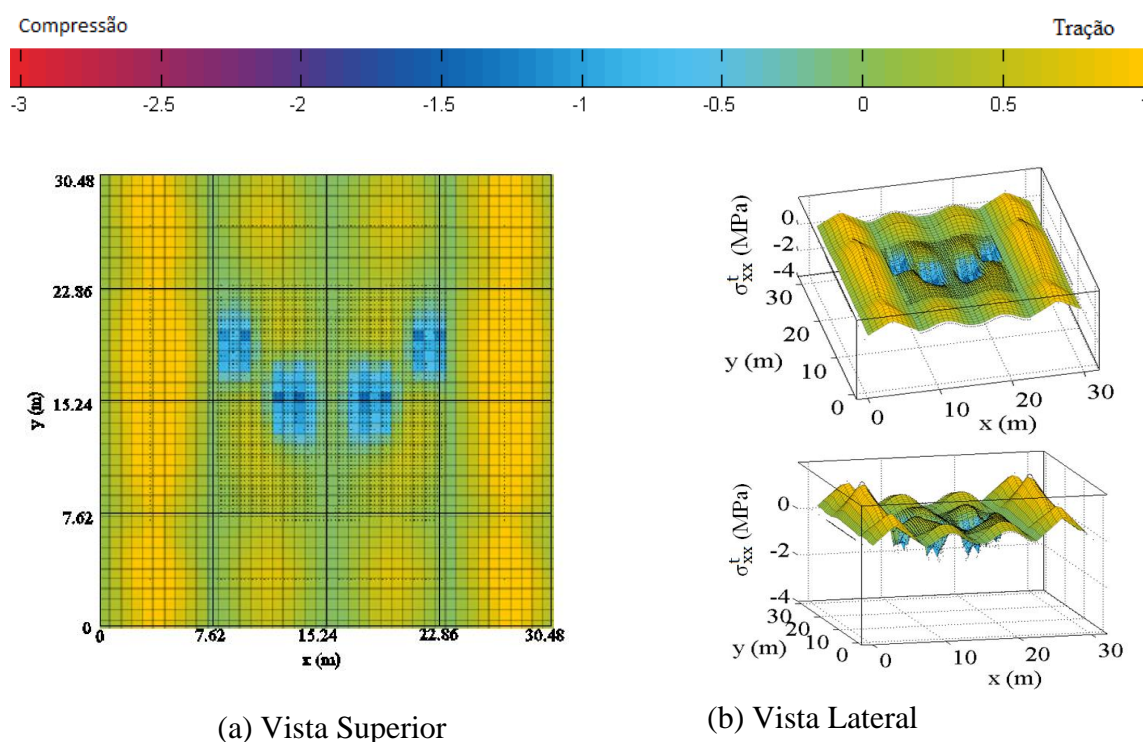 Compressão
Tração
-3 -2.5 -2 -1.5 -1 -0.5 0 0.5 1
30.48
22.86
15.24
7.62
0
y (m)
0 7.62 15.24 22.86 30.48
x (m)
σᵗxx (MPa)
0
-2
-4
30
20
10
0
y (m)
0 10 20 30
x (m)
σᵗxx (MPa)
0
-2
-4
30
20
10
0
y (m)
0 10 20 30
x (m)
(a) Vista Superior
(b) Vista Lateral